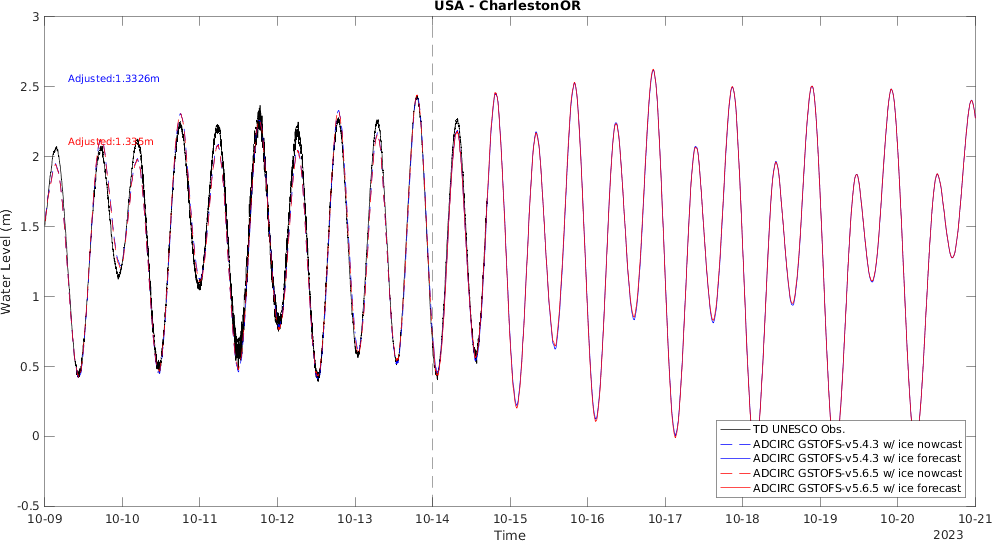 USA - CharlestonOR
3
2.5
2
1.5
1
0.5
0
-0.5
Water Level (m)
Adjusted:1.3326m
Adjusted:1.335m
TD UNESCO Obs.
ADCIRC GSTOFS-v5.4.3 w/ ice nowcast
ADCIRC GSTOFS-v5.4.3 w/ ice forecast
ADCIRC GSTOFS-v5.6.5 w/ ice nowcast
ADCIRC GSTOFS-v5.6.5 w/ ice forecast
10-09 10-10 10-11 10-12 10-13 10-14 10-15 10-16 10-17 10-18 10-19 10-20 10-21
Time
2023